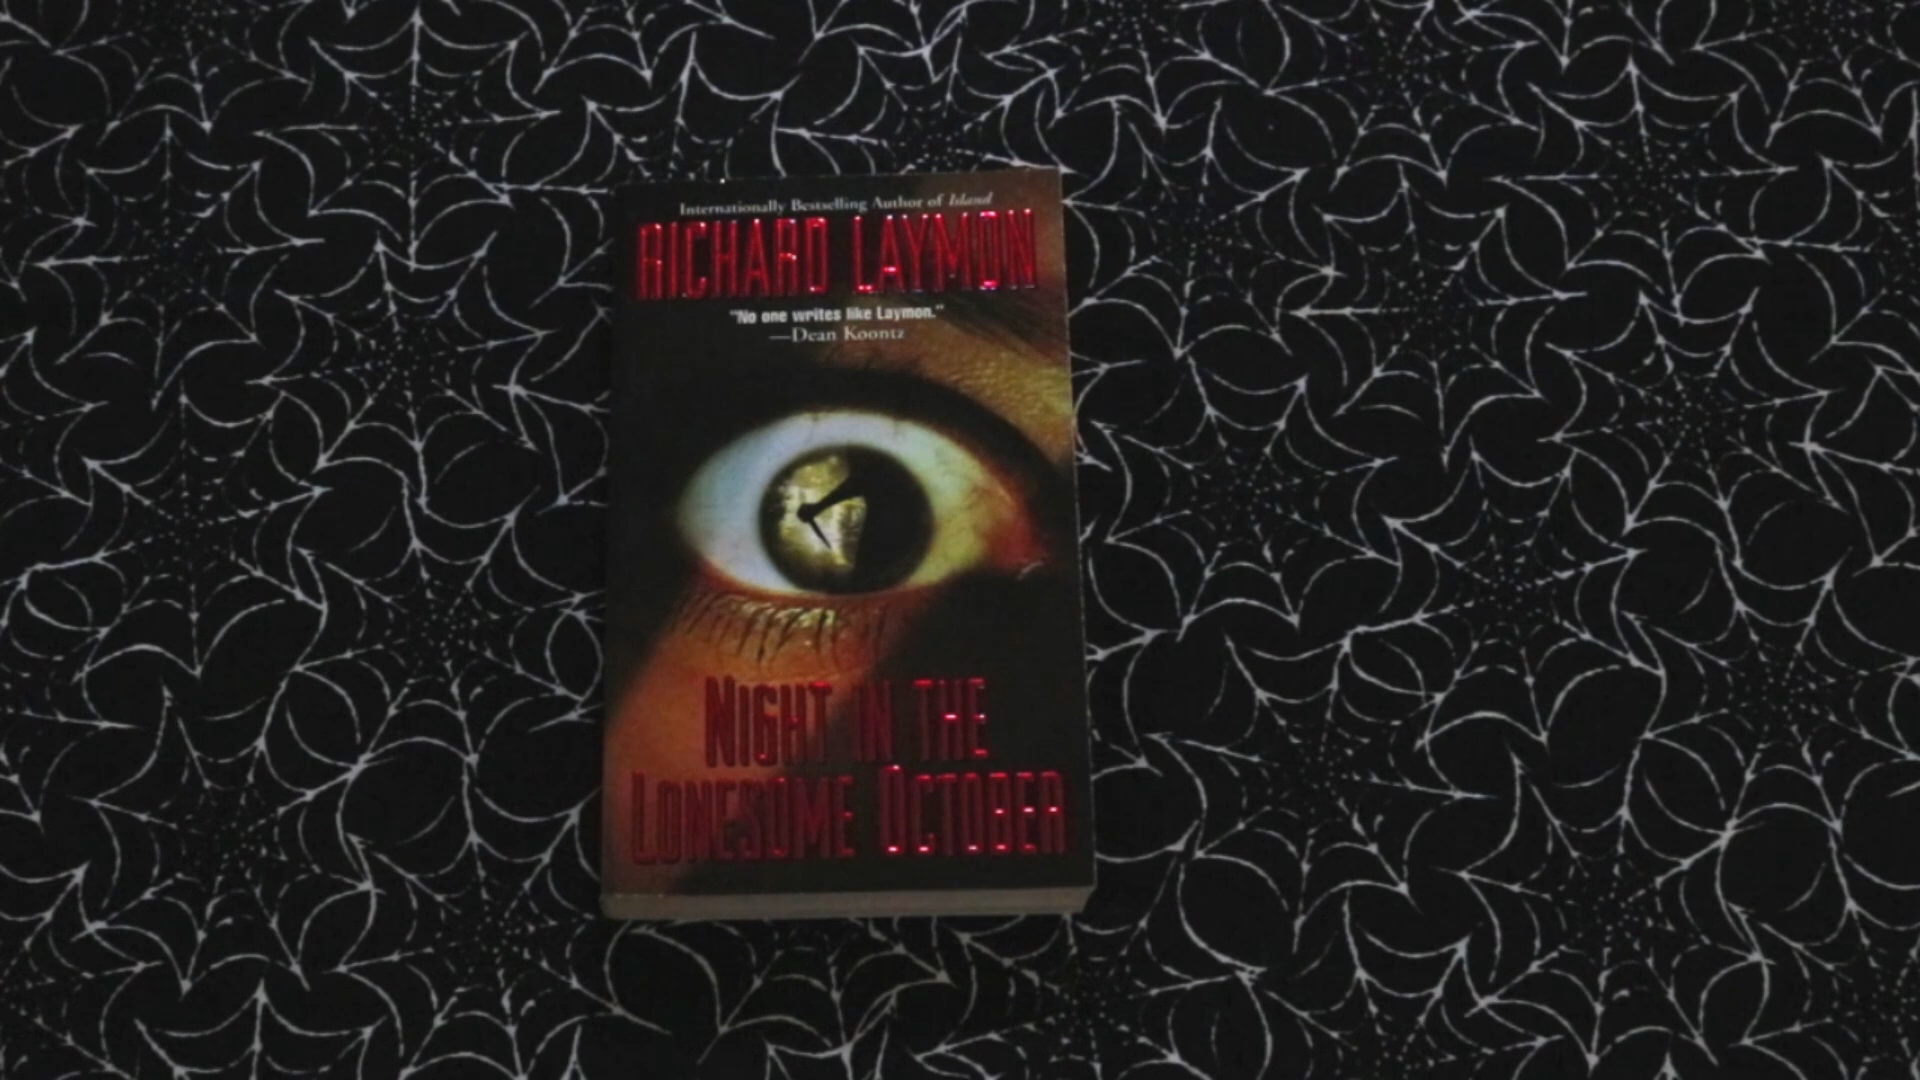 Internationally Bestselling Author of Island
RICHARD LAYMON
"No one writes like Laymon."
—Dean Koontz
NIGHT IN THE
LONESOME OCTOBER